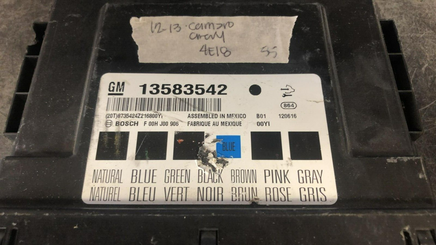 12-13 camaro
chevy
4E18 SS
GM 13583542
ASSEMBLED IN MEXICO B01 120616
BOSCH F 00H J00 906 FABRIQUE AU MEXIQUE 00YI
864
BLUE
NATURAL BLUE GREEN BLACK BROWN PINK GRAY
NATUREL BLEU VERT NOIR BRUN ROSE GRIS